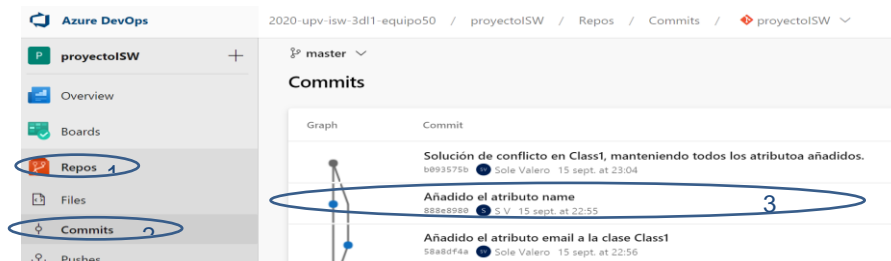 Azure DevOps
2020-upv-isw-3dl1-equipo50 / proyectoISW / Repos / Commits / proyectoISW
P proyectoISW +
master
Commits
Overview
Graph Commit
Boards
Solución de conflicto en Class1, manteniendo todos los atributoa añadidos.
b093575b SV Sole Valero 15 sept. at 23:04
Repos 1
Añadido el atributo name
888e8980 S S V 15 sept. at 22:55
3
Files
Commits 2
Añadido el atributo email a la clase Class1
58a8df4a SV Sole Valero 15 sept. at 22:56
Pushes